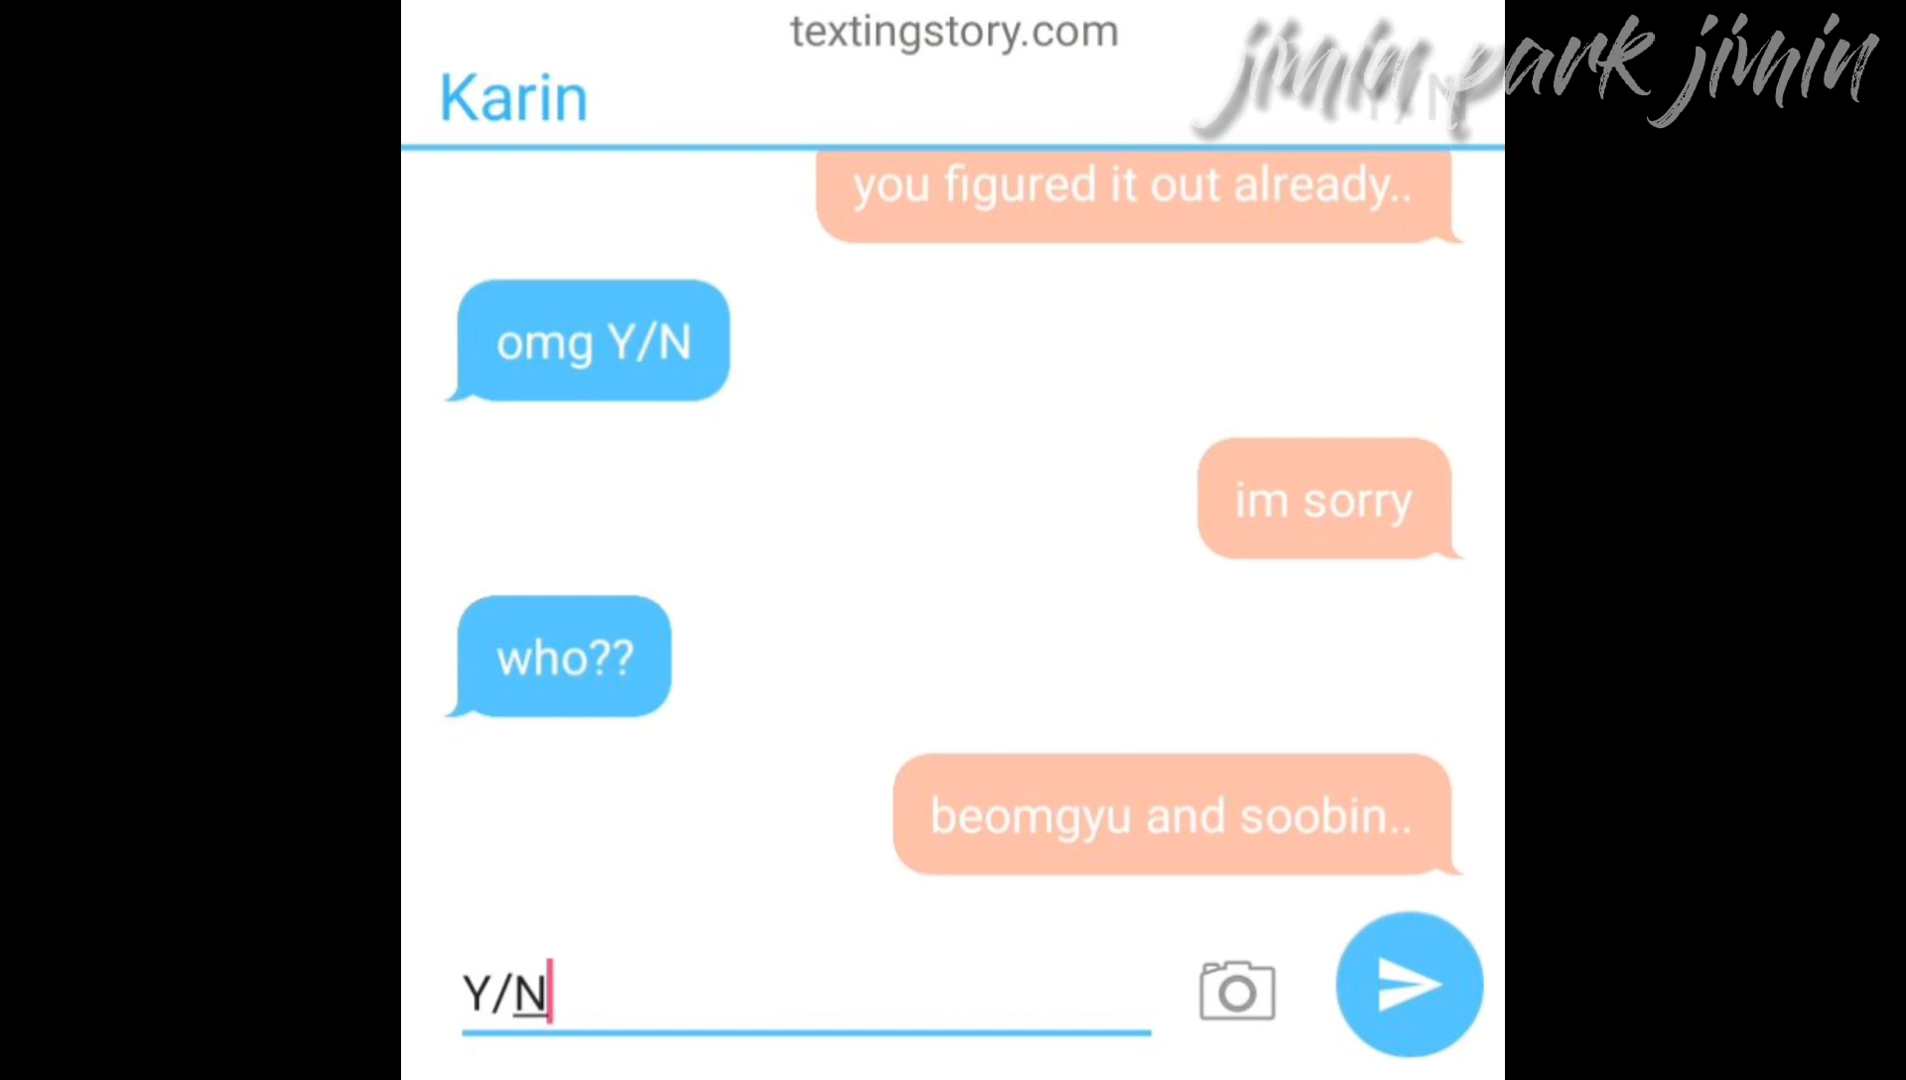 textingstory.com
jimin park jimin
Karin
Y/N
you figured it out already..
omg Y/N
im sorry
who??
beomgyu and soobin..
Y/N